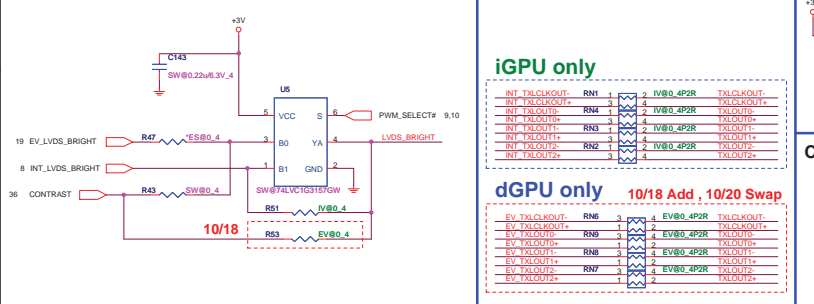 +3V
C143
SW@0.22u/6.3V_4
U5
5 VCC S 6 PWM_SELECT# 9,10
19 EV_LVDS_BRIGHT R47 *ES@0_4 3 B0 YA 4 LVDS_BRIGHT
8 INT_LVDS_BRIGHT 1 B1 GND 2
36 CONTRAST R43 SW@0_4 SW@74LVC1G3157GW
R51 IV@0_4
10/18
R53 EV@0_4
iGPU only
INT_TXLCLKOUT- RN1 1 2 IV@0_4P2R TXLCLKOUT-
INT_TXLCLKOUT+ 3 4 TXLCLKOUT+
INT_TXLOUT0- RN4 1 2 IV@0_4P2R TXLOUT0-
INT_TXLOUT0+ 3 4 TXLOUT0+
INT_TXLOUT1- RN3 1 2 IV@0_4P2R TXLOUT1-
INT_TXLOUT1+ 3 4 TXLOUT1+
INT_TXLOUT2- RN2 1 2 IV@0_4P2R TXLOUT2-
INT_TXLOUT2+ 3 4 TXLOUT2+
dGPU only 10/18 Add , 10/20 Swap
EV_TXLCLKOUT- RN6 3 4 EV@0_4P2R TXLCLKOUT-
EV_TXLCLKOUT+ 1 2 TXLCLKOUT+
EV_TXLOUT0- RN9 3 4 EV@0_4P2R TXLOUT0-
EV_TXLOUT0+ 1 2 TXLOUT0+
EV_TXLOUT1- RN8 3 4 EV@0_4P2R TXLOUT1-
EV_TXLOUT1+ 1 2 TXLOUT1+
EV_TXLOUT2- RN7 3 4 EV@0_4P2R TXLOUT2-
EV_TXLOUT2+ 1 2 TXLOUT2+